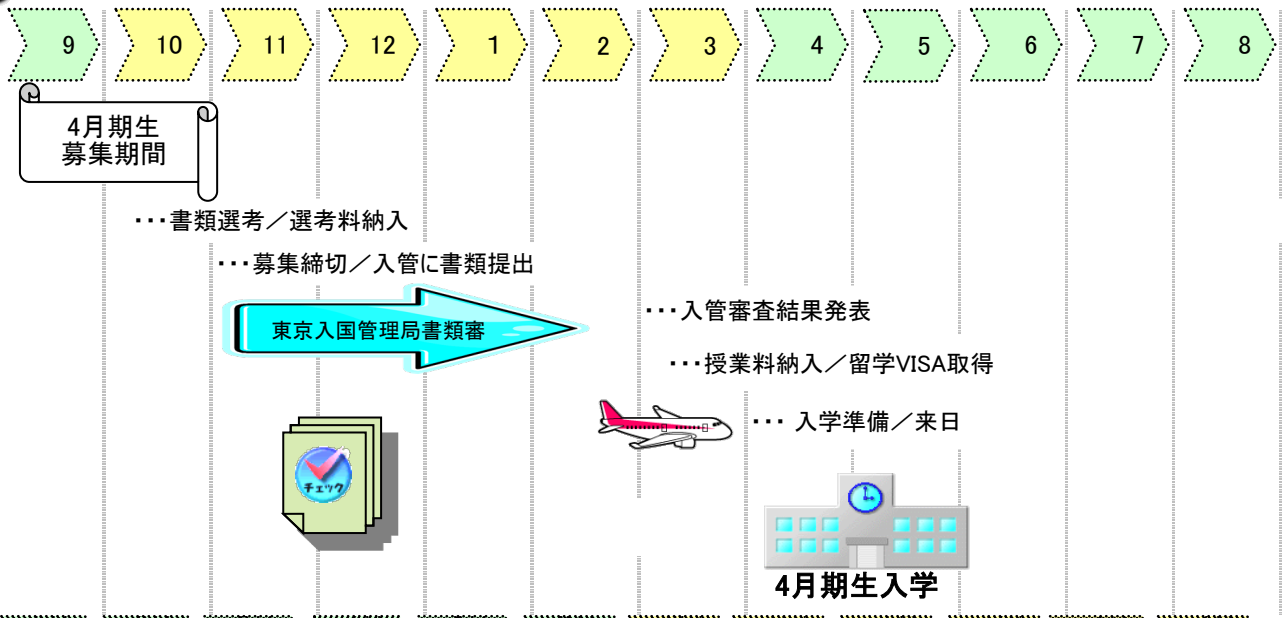 9 10 11 12 1 2 3 4 5 6 7 8
4月期生
募集期間
・・・書類選考／選考料納入
・・・募集締切／入管に書類提出
東京入国管理局書類審
・・・入管審査結果発表
・・・授業料納入／留学VISA取得
・・・ 入学準備／来日
チェック
4月期生入学